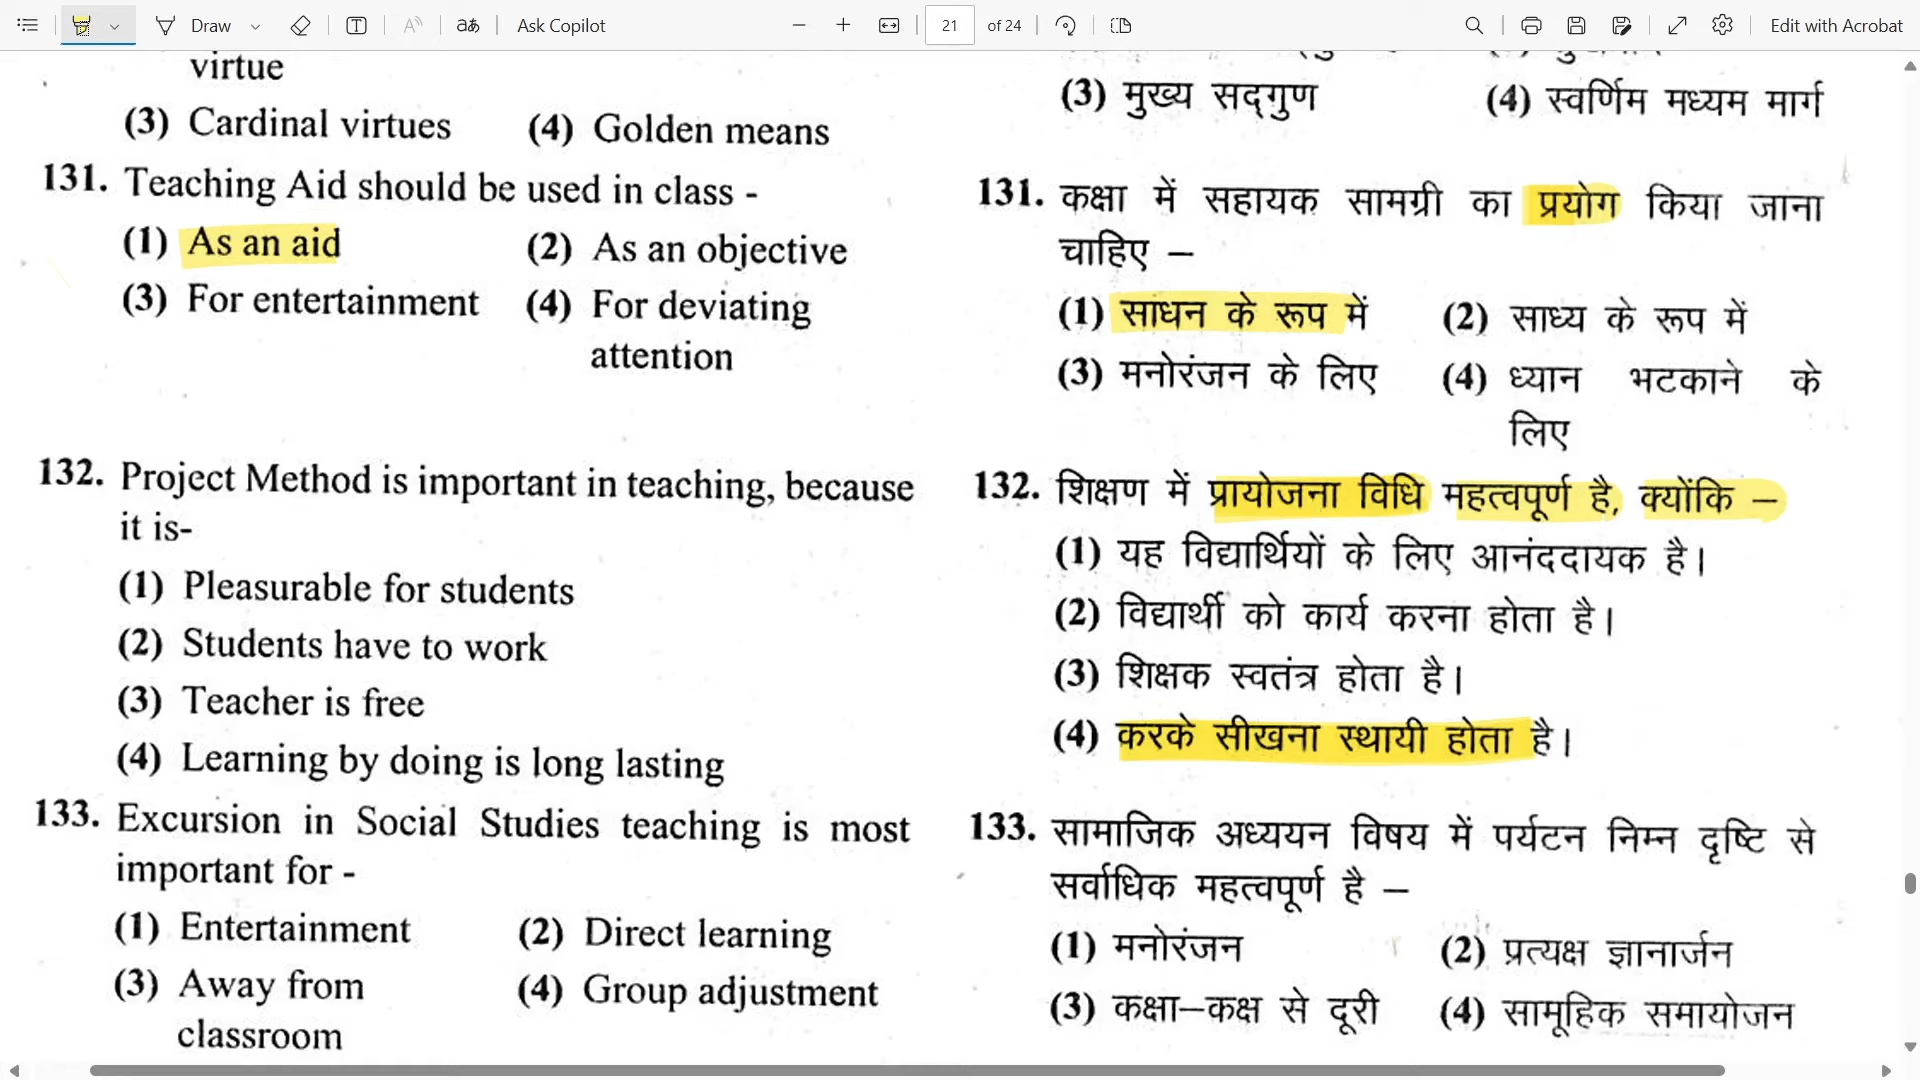 Draw
Ask Copilot
21 of 24
Edit with Acrobat
virtue
(3) Cardinal virtues (4) Golden means
131. Teaching Aid should be used in class -
(1) As an aid (2) As an objective
(3) For entertainment (4) For deviating
attention
132. Project Method is important in teaching, because
it is-
(1) Pleasurable for students
(2) Students have to work
(3) Teacher is free
(4) Learning by doing is long lasting
133. Excursion in Social Studies teaching is most
important for -
(1) Entertainment (2) Direct learning
(3) Away from (4) Group adjustment
classroom
(3) मुख्य सद्‌गुण (4) स्वर्णिम मध्यम मार्ग
131. कक्षा में सहायक सामग्री का प्रयोग किया जाना
चाहिए –
(1) साधन के रूप में (2) साध्य के रूप में
(3) मनोरंजन के लिए (4) ध्यान भटकाने के
लिए
132. शिक्षण में प्रायोजना विधि महत्वपूर्ण है, क्योंकि –
(1) यह विद्यार्थियों के लिए आनंददायक है।
(2) विद्यार्थी को कार्य करना होता है।
(3) शिक्षक स्वतंत्र होता है।
(4) करके सीखना स्थायी होता है।
133. सामाजिक अध्ययन विषय में पर्यटन निम्न दृष्टि से
सर्वाधिक महत्वपूर्ण है –
(1) मनोरंजन (2) प्रत्यक्ष ज्ञानार्जन
(3) कक्षा–कक्ष से दूरी (4) सामूहिक समायोजन